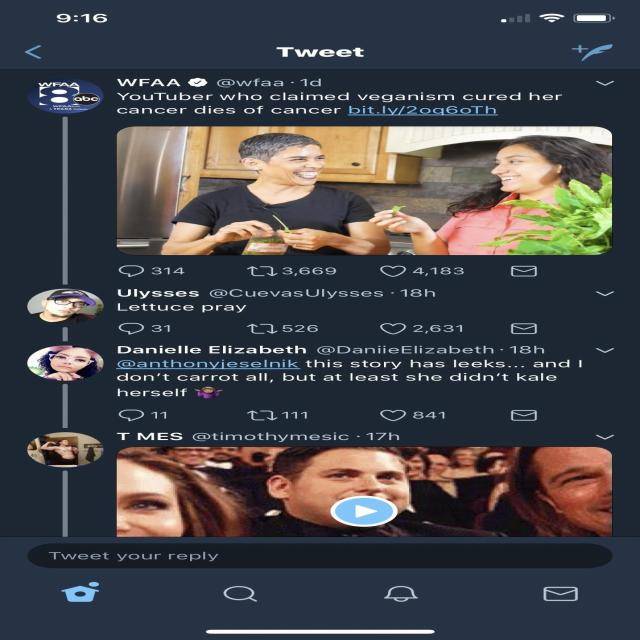 9:16
Tweet
WFAA @wfaa · 1d
YouTuber who claimed veganism cured her
cancer dies of cancer bit.ly/2oq6oTh
WFAA
8 abc
314 3,669 4,183
Ulysses @CuevasUlysses · 18h
Lettuce pray
31 526 2,631
Danielle Elizabeth @DaniieElizabeth · 18h
@anthonyjeselnik this story has leeks... and I
don't carrot all, but at least she didn't kale
herself
11 111 841
T MES @timothymesic · 17h
Tweet your reply